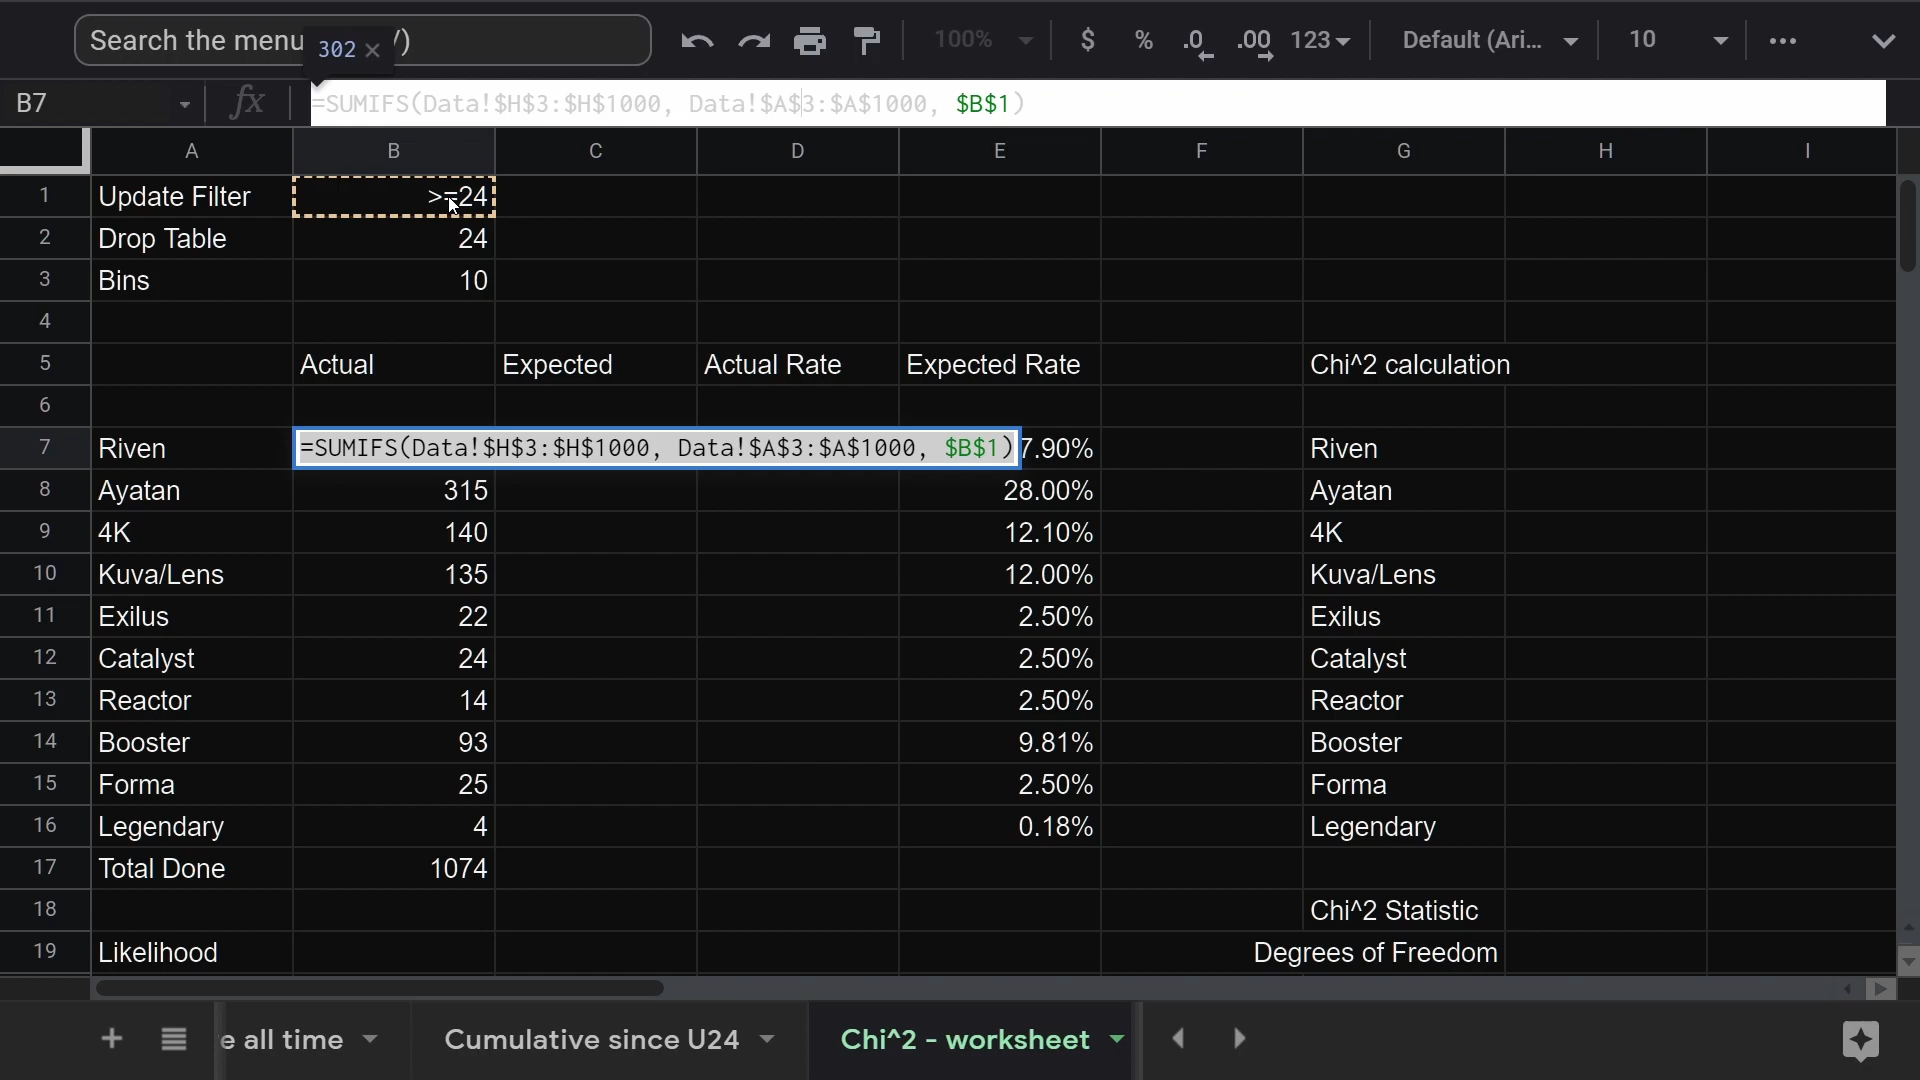 Search the menu /)
302 ×
100%
$ % .0 .00 123
Default (Ari...
10
B7
fx
=SUMIFS(Data!$H$3:$H$1000, Data!$A$3:$A$1000, $B$1)
A B C D E F G H I
1 Update Filter >=24
2 Drop Table 24
3 Bins 10
4
5 Actual Expected Actual Rate Expected Rate Chi^2 calculation
6
7 Riven =SUMIFS(Data!$H$3:$H$1000, Data!$A$3:$A$1000, $B$1) 7.90% Riven
8 Ayatan 315 28.00% Ayatan
9 4K 140 12.10% 4K
10 Kuva/Lens 135 12.00% Kuva/Lens
11 Exilus 22 2.50% Exilus
12 Catalyst 24 2.50% Catalyst
13 Reactor 14 2.50% Reactor
14 Booster 93 9.81% Booster
15 Forma 25 2.50% Forma
16 Legendary 4 0.18% Legendary
17 Total Done 1074
18 Chi^2 Statistic
19 Likelihood Degrees of Freedom
e all time Cumulative since U24 Chi^2 - worksheet